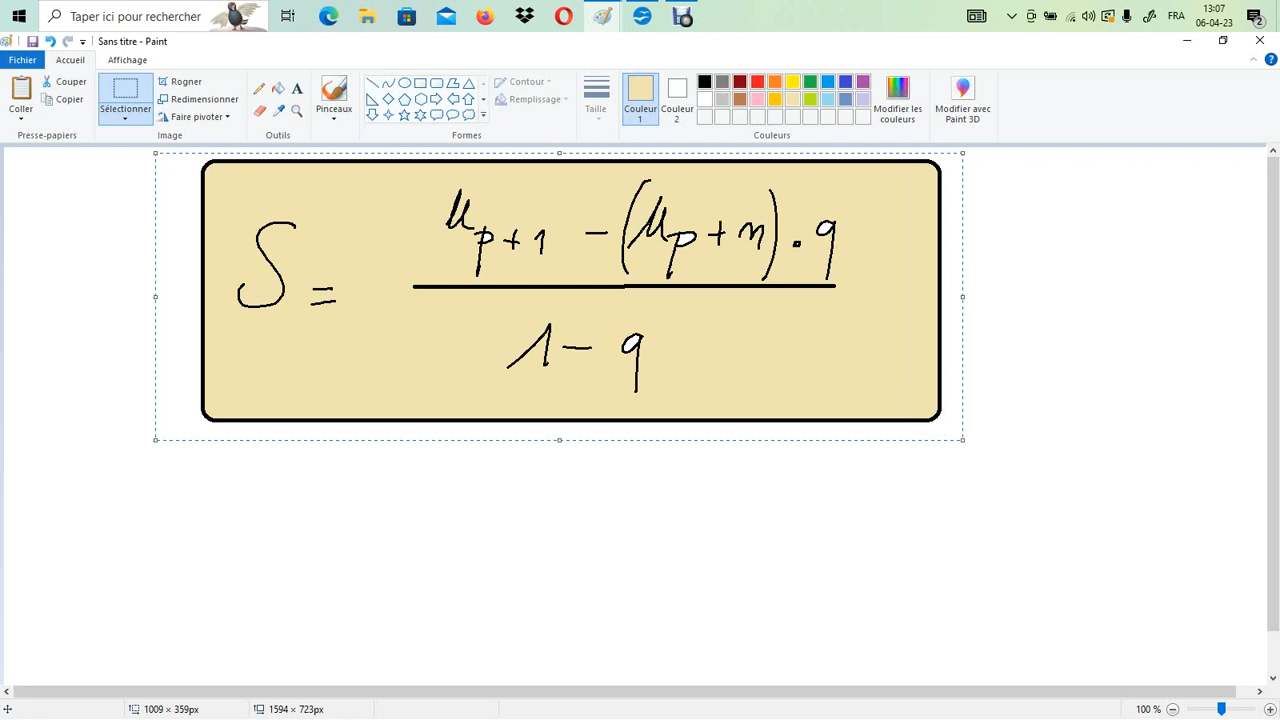 Taper ici pour rechercher
FRA
13:07
06-04-23
2
Sans titre - Paint
Fichier Accueil Affichage
Coller
Couper
Copier
Presse-papiers
Sélectionner
Rogner
Redimensionner
Faire pivoter
Image
A
Outils
Pinceaux
Contour
Remplissage
Formes
Taille
Couleur 1
Couleur 2
Modifier les couleurs
Couleurs
Modifier avec Paint 3D
u_{p+1} - (u_{p+n}) . q
S =
1 - q
1009 × 359px
1594 × 723px
100 %